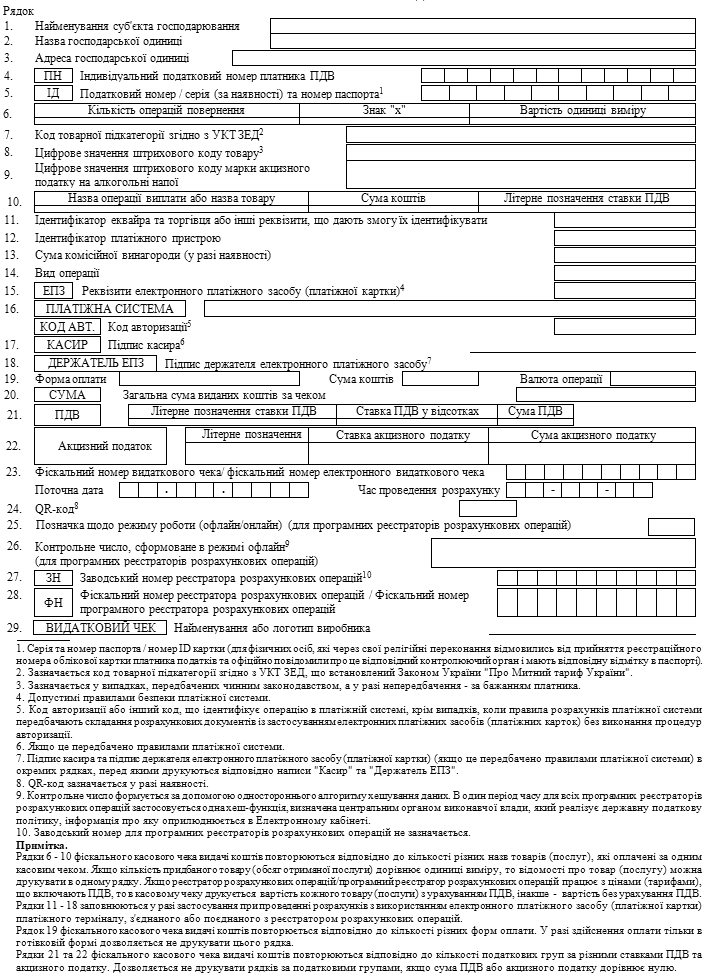 Рядок
1. Найменування суб'єкта господарювання
2. Назва господарської одиниці
3. Адреса господарської одиниці
4. ПН Індивідуальний податковий номер платника ПДВ
5. ІД Податковий номер / серія (за наявності) та номер паспорта1
6. Кількість операцій повернення Знак "х" Вартість одиниці виміру
7. Код товарної підкатегорії згідно з УКТ ЗЕД2
8. Цифрове значення штрихового коду товару3
9. Цифрове значення штрихового коду марки акцизного
податку на алкогольні напої
10. Назва операції виплати або назва товару Сума коштів Літерне позначення ставки ПДВ
11. Ідентифікатор еквайра та торгівця або інші реквізити, що дають змогу їх ідентифікувати
12. Ідентифікатор платіжного пристрою
13. Сума комісійної винагороди (у разі наявності)
14. Вид операції
15. ЕПЗ Реквізити електронного платіжного засобу (платіжної картки)4
16. ПЛАТІЖНА СИСТЕМА
КОД АВТ. Код авторизації5
17. КАСИР Підпис касира6
18. ДЕРЖАТЕЛЬ ЕПЗ Підпис держателя електронного платіжного засобу7
19. Форма оплати Сума коштів Валюта операції
20. СУМА Загальна сума виданих коштів за чеком
21. ПДВ Літерне позначення ставки ПДВ Ставка ПДВ у відсотках Сума ПДВ
22. Акцизний податок Літерне позначення Ставка акцизного податку Сума акцизного податку
23. Фіскальний номер видаткового чека/ фіскальний номер електронного видаткового чека
Поточна дата . . Час проведення розрахунку - -
24. QR-код8
25. Позначка щодо режиму роботи (офлайн/онлайн) (для програмних реєстраторів розрахункових операцій)
26. Контрольне число, сформоване в режимі офлайн9
(для програмних реєстраторів розрахункових операцій)
27. ЗН Заводський номер реєстратора розрахункових операцій10
28. ФН Фіскальний номер реєстратора розрахункових операцій / Фіскальний номер
програмного реєстратора розрахункових операцій
29. ВИДАТКОВИЙ ЧЕК Найменування або логотип виробника
1. Серія та номер паспорта / номер ID картки (для фізичних осіб, які через свої релігійні переконання відмовились від прийняття реєстраційного
номера облікової картки платника податків та офіційно повідомили про це відповідний контролюючий орган і мають відповідну відмітку в паспорті).
2. Зазначається код товарної підкатегорії згідно з УКТ ЗЕД, що встановлений Законом України "Про Митний тариф України".
3. Зазначається у випадках, передбачених чинним законодавством, а у разі непередбачення - за бажанням платника.
4. Допустимі правилами безпеки платіжної системи.
5. Код авторизації або інший код, що ідентифікує операцію в платіжній системі, крім випадків, коли правила розрахунків платіжної системи
передбачають складання розрахункових документів із застосуванням електронних платіжних засобів (платіжних карток) без виконання процедур
авторизації.
6. Якщо це передбачено правилами платіжної системи.
7. Підпис касира та підпис держателя електронного платіжного засобу (платіжної картки) (якщо це передбачено правилами платіжної системи) в
окремих рядках, перед якими друкуються відповідно написи "Касир" та "Держатель ЕПЗ".
8. QR-код зазначається у разі наявності.
9. Контрольне число формується за допомогою одностороннього алгоритму хешування даних. В один період часу для всіх програмних реєстраторів
розрахункових операцій застосовується одна хеш-функція, визначена центральним органом виконавчої влади, який реалізує державну податкову
політику, інформація про яку оприлюднюється в Електронному кабінеті.
10. Заводський номер для програмних реєстраторів розрахункових операцій не зазначається.
Примітка.
Рядки 6 - 10 фіскального касового чека видачі коштів повторюються відповідно до кількості різних назв товарів (послуг), які оплачені за одним
касовим чеком. Якщо кількість придбаного товару (обсяг отриманої послуги) дорівнює одиниці виміру, то відомості про товар (послугу) можна
друкувати в одному рядку. Якщо реєстратор розрахункових операцій/програмний реєстратор розрахункових операцій працює з цінами (тарифами),
що включають ПДВ, то в касовому чеку друкується вартість кожного товару (послуги) з урахуванням ПДВ, інакше - вартість без урахування ПДВ.
Рядки 11 - 18 заповнюються у разі застосування при проведенні розрахунків з використанням електронного платіжного засобу (платіжної картки)
платіжного терміналу, з'єднаного або поєднаного з реєстратором розрахункових операцій.
Рядок 19 фіскального касового чека видачі коштів повторюється відповідно до кількості різних форм оплати. У разі здійснення оплати тільки в
готівковій формі дозволяється не друкувати цього рядка.
Рядки 21 та 22 фіскального касового чека видачі коштів повторюються відповідно до кількості податкових груп за різними ставками ПДВ та
акцизного податку. Дозволяється не друкувати рядків за податковими групами, якщо сума ПДВ або акцизного податку дорівнює нулю.